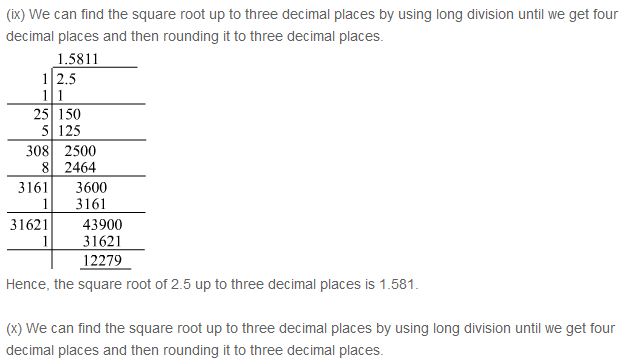 (ix) We can find the square root up to three decimal places by using long division until we get four
decimal places and then rounding it to three decimal places.
1.5811
1 2.5
1 1
25 150
5 125
308 2500
8 2464
3161 3600
1 3161
31621 43900
1 31621
12279
Hence, the square root of 2.5 up to three decimal places is 1.581.
(x) We can find the square root up to three decimal places by using long division until we get four
decimal places and then rounding it to three decimal places.